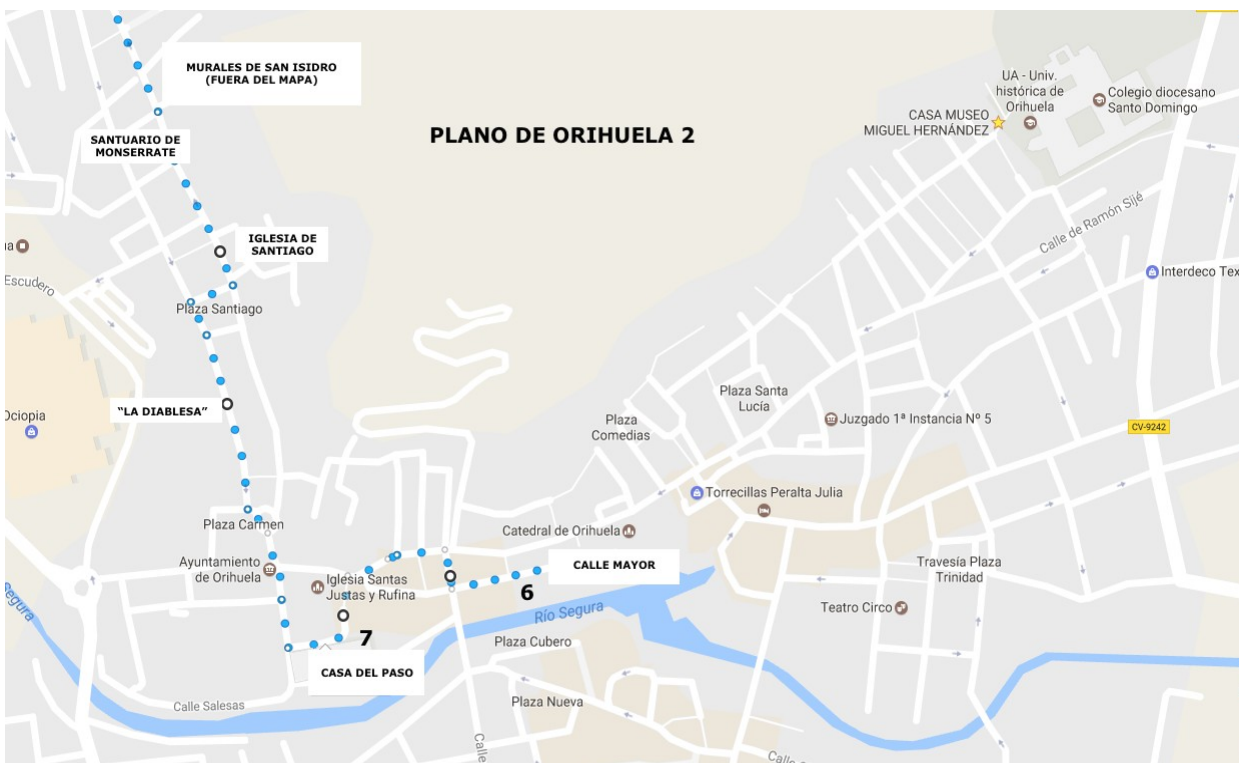 MURALES DE SAN ISIDRO
(FUERA DEL MAPA)
PLANO DE ORIHUELA 2
UA - Univ.
histórica de
Orihuela
Colegio diocesano
Santo Domingo
CASA MUSEO
MIGUEL HERNÁNDEZ
SANTUARIO DE
MONSERRATE
Calle de Ramón Sijé
IGLESIA DE
SANTIAGO
Interdeco Tex
Escudero
Plaza Santiago
"LA DIABLESA"
Ociopia
Plaza Santa
Lucía
Plaza
Comedias
Juzgado 1ª Instancia Nº 5
CV-9242
Torrecillas Peralta Julia
Plaza Carmen
Catedral de Orihuela
Ayuntamiento
de Orihuela
CALLE MAYOR
Travesía Plaza
Trinidad
Iglesia Santas
Justas y Rufina
6
Segura
Río Segura
Teatro Circo
7
Plaza Cubero
CASA DEL PASO
Calle Salesas
Plaza Nueva
Calle
Calle